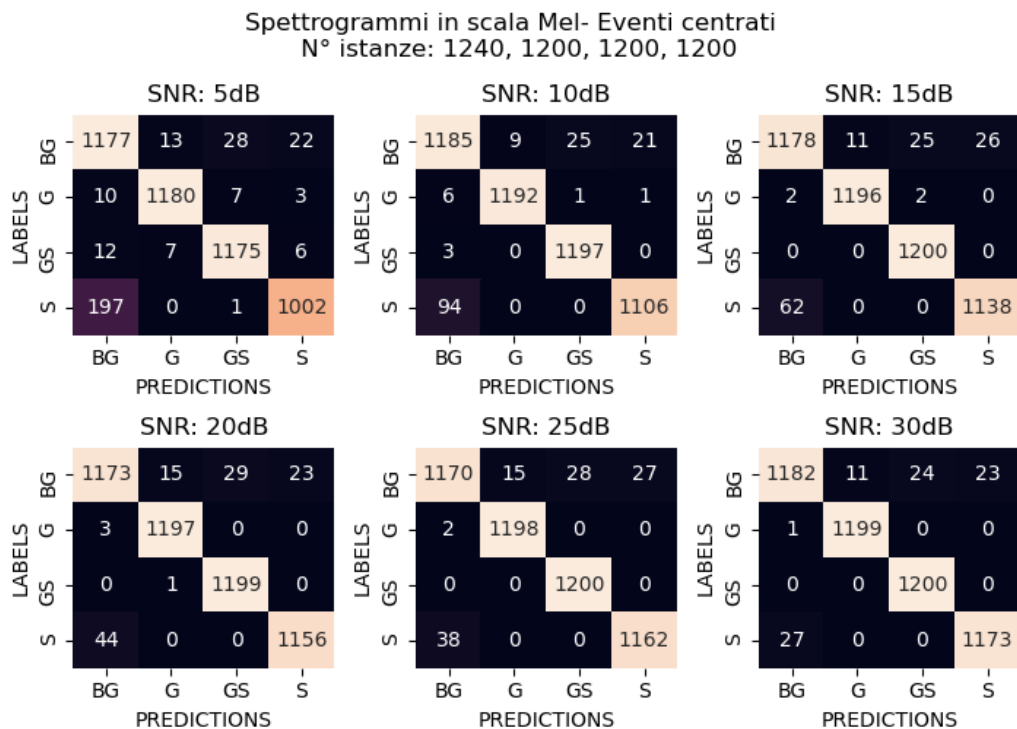 Spettrogrammi in scala Mel- Eventi centrati
N° istanze: 1240, 1200, 1200, 1200
SNR: 5dB
LABELS
BG 1177 13 28 22
G 10 1180 7 3
GS 12 7 1175 6
S 197 0 1 1002
BG G GS S
PREDICTIONS
SNR: 10dB
LABELS
BG 1185 9 25 21
G 6 1192 1 1
GS 3 0 1197 0
S 94 0 0 1106
BG G GS S
PREDICTIONS
SNR: 15dB
LABELS
BG 1178 11 25 26
G 2 1196 2 0
GS 0 0 1200 0
S 62 0 0 1138
BG G GS S
PREDICTIONS
SNR: 20dB
LABELS
BG 1173 15 29 23
G 3 1197 0 0
GS 0 1 1199 0
S 44 0 0 1156
BG G GS S
PREDICTIONS
SNR: 25dB
LABELS
BG 1170 15 28 27
G 2 1198 0 0
GS 0 0 1200 0
S 38 0 0 1162
BG G GS S
PREDICTIONS
SNR: 30dB
LABELS
BG 1182 11 24 23
G 1 1199 0 0
GS 0 0 1200 0
S 27 0 0 1173
BG G GS S
PREDICTIONS